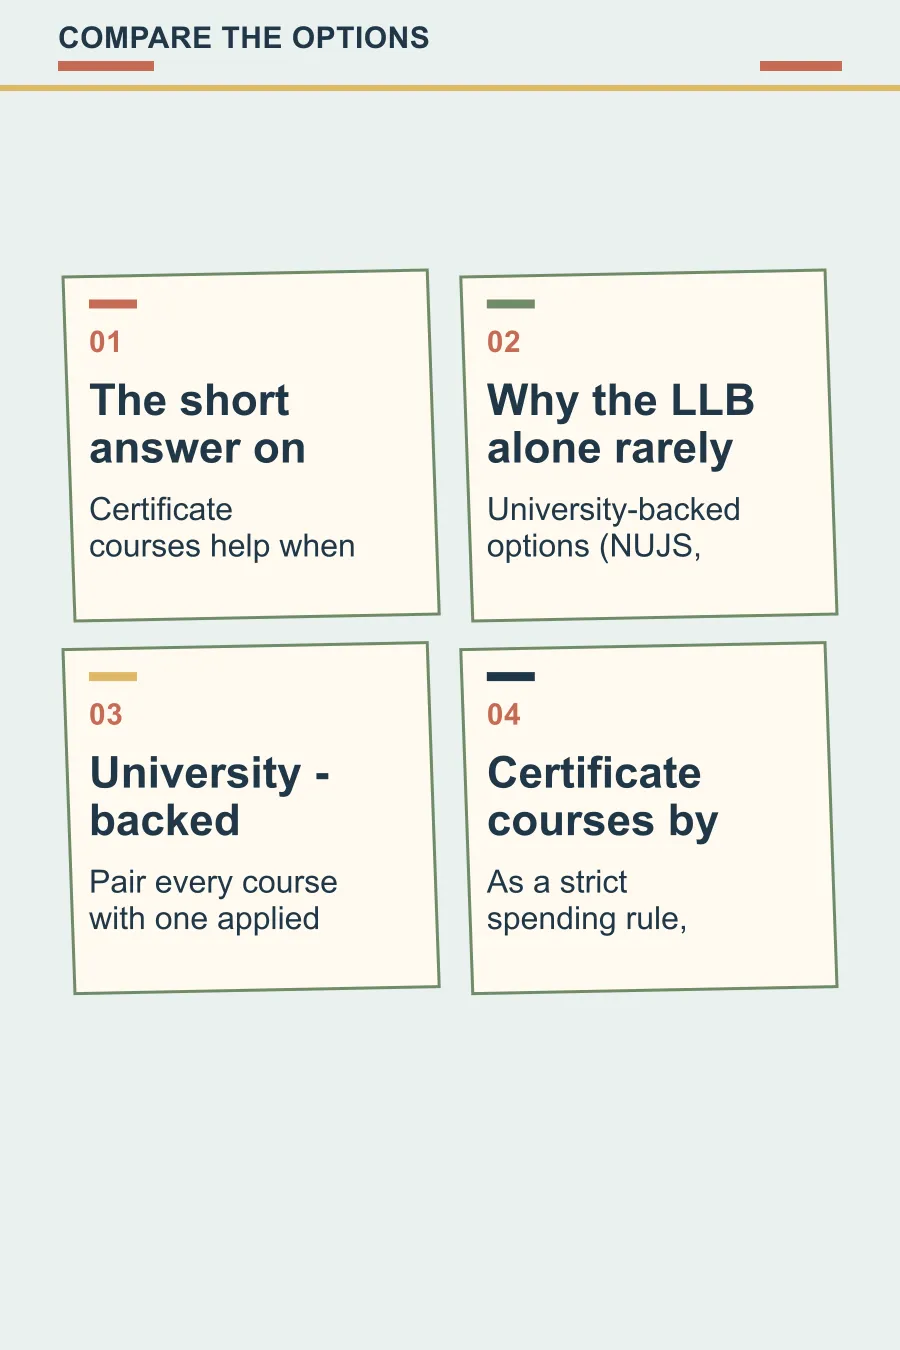 COMPARE THE OPTIONS
01
The short
answer on
Certificate
courses help when
02
Why the LLB
alone rarely
University-backed
options (NUJS,
03
University -
backed
Pair every course
with one applied
04
Certificate
courses by
As a strict
spending rule,